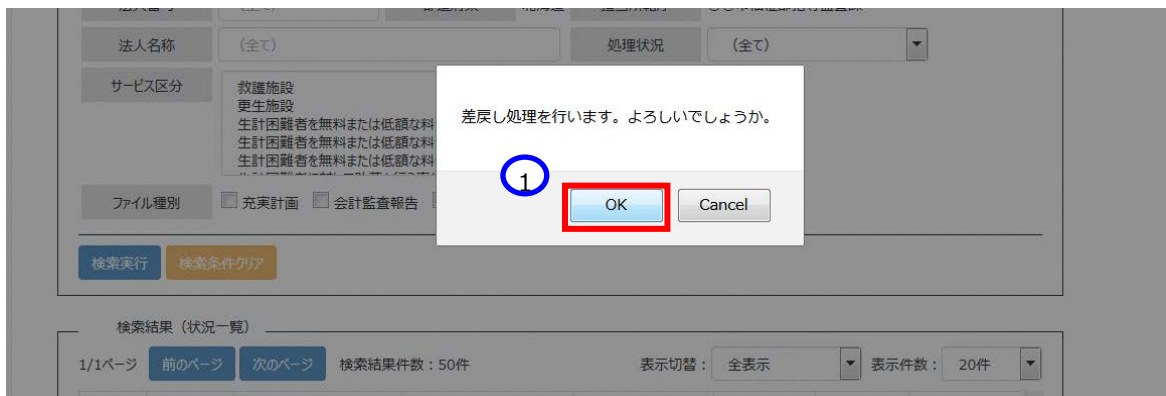 法人名称 (全て) 処理状況 (全て)
サービス区分 救護施設
更生施設
生計困難者を無料または低額な料
生計困難者を無料または低額な料
生計困難者を無料または低額な料
差戻し処理を行います。よろしいでしょうか。
1
OK Cancel
ファイル種別 充実計画 会計監査報告
検索実行 検索条件クリア
検索結果（状況一覧）
1/1ページ 前のページ 次のページ 検索結果件数：50件 表示切替： 全表示 表示件数： 20件